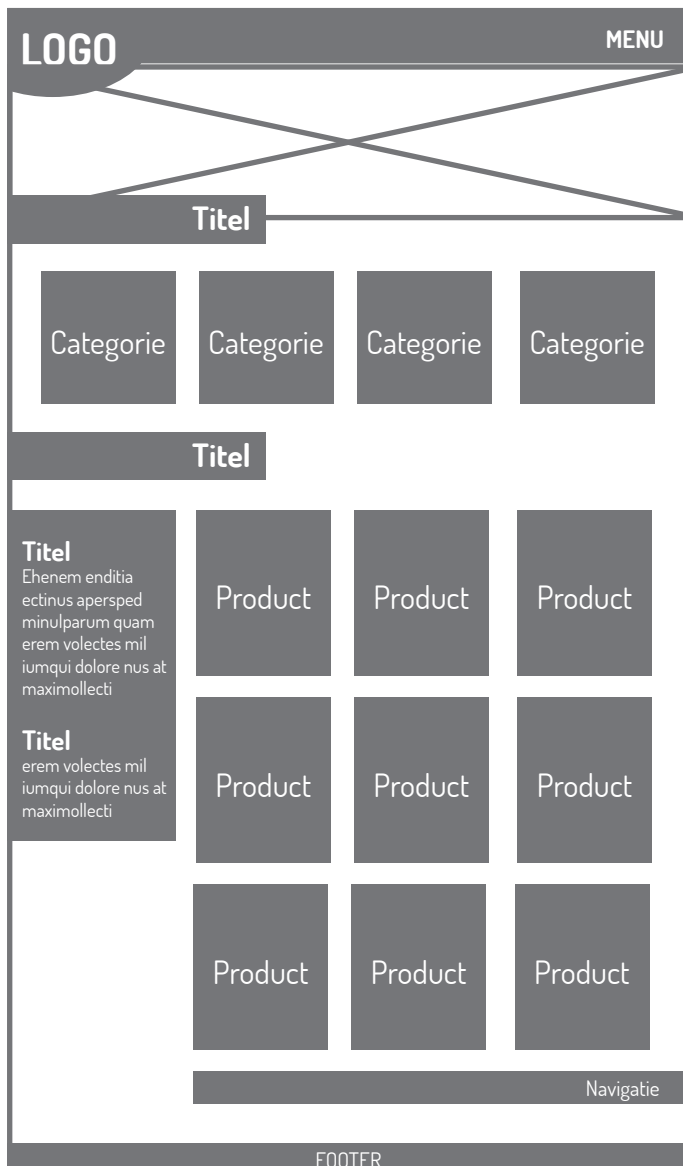 LOGO
MENU
Titel
Categorie
Categorie
Categorie
Categorie
Titel
Titel
Ehenem enditia
ectinus apersped
minulparum quam
erem volectes mil
iumqui dolore nus at
maximollecti
Titel
erem volectes mil
iumqui dolore nus at
maximollecti
Product
Product
Product
Product
Product
Product
Product
Product
Product
Navigatie
FOOTER